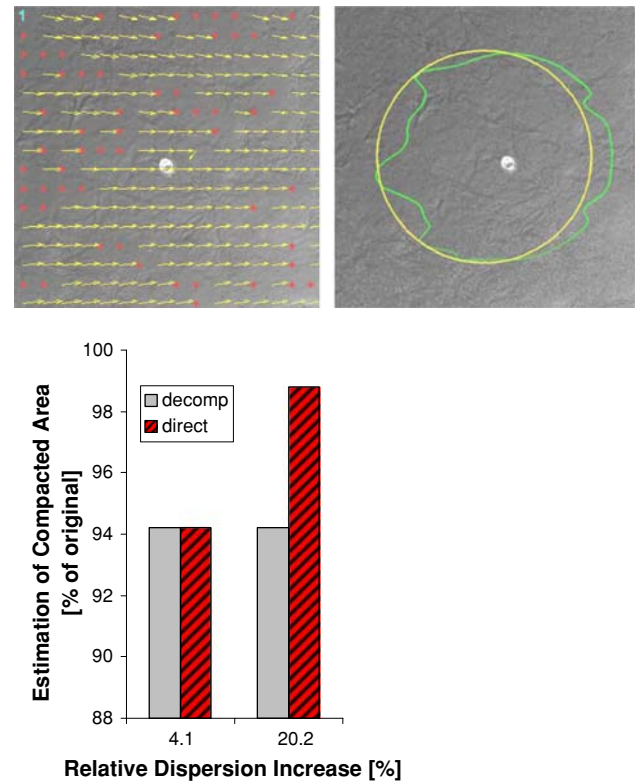 1
100
98
96
94
92
90
88
Estimation of Compacted Area
[% of original]
decomp
direct
4.1
20.2
Relative Dispersion Increase [%]